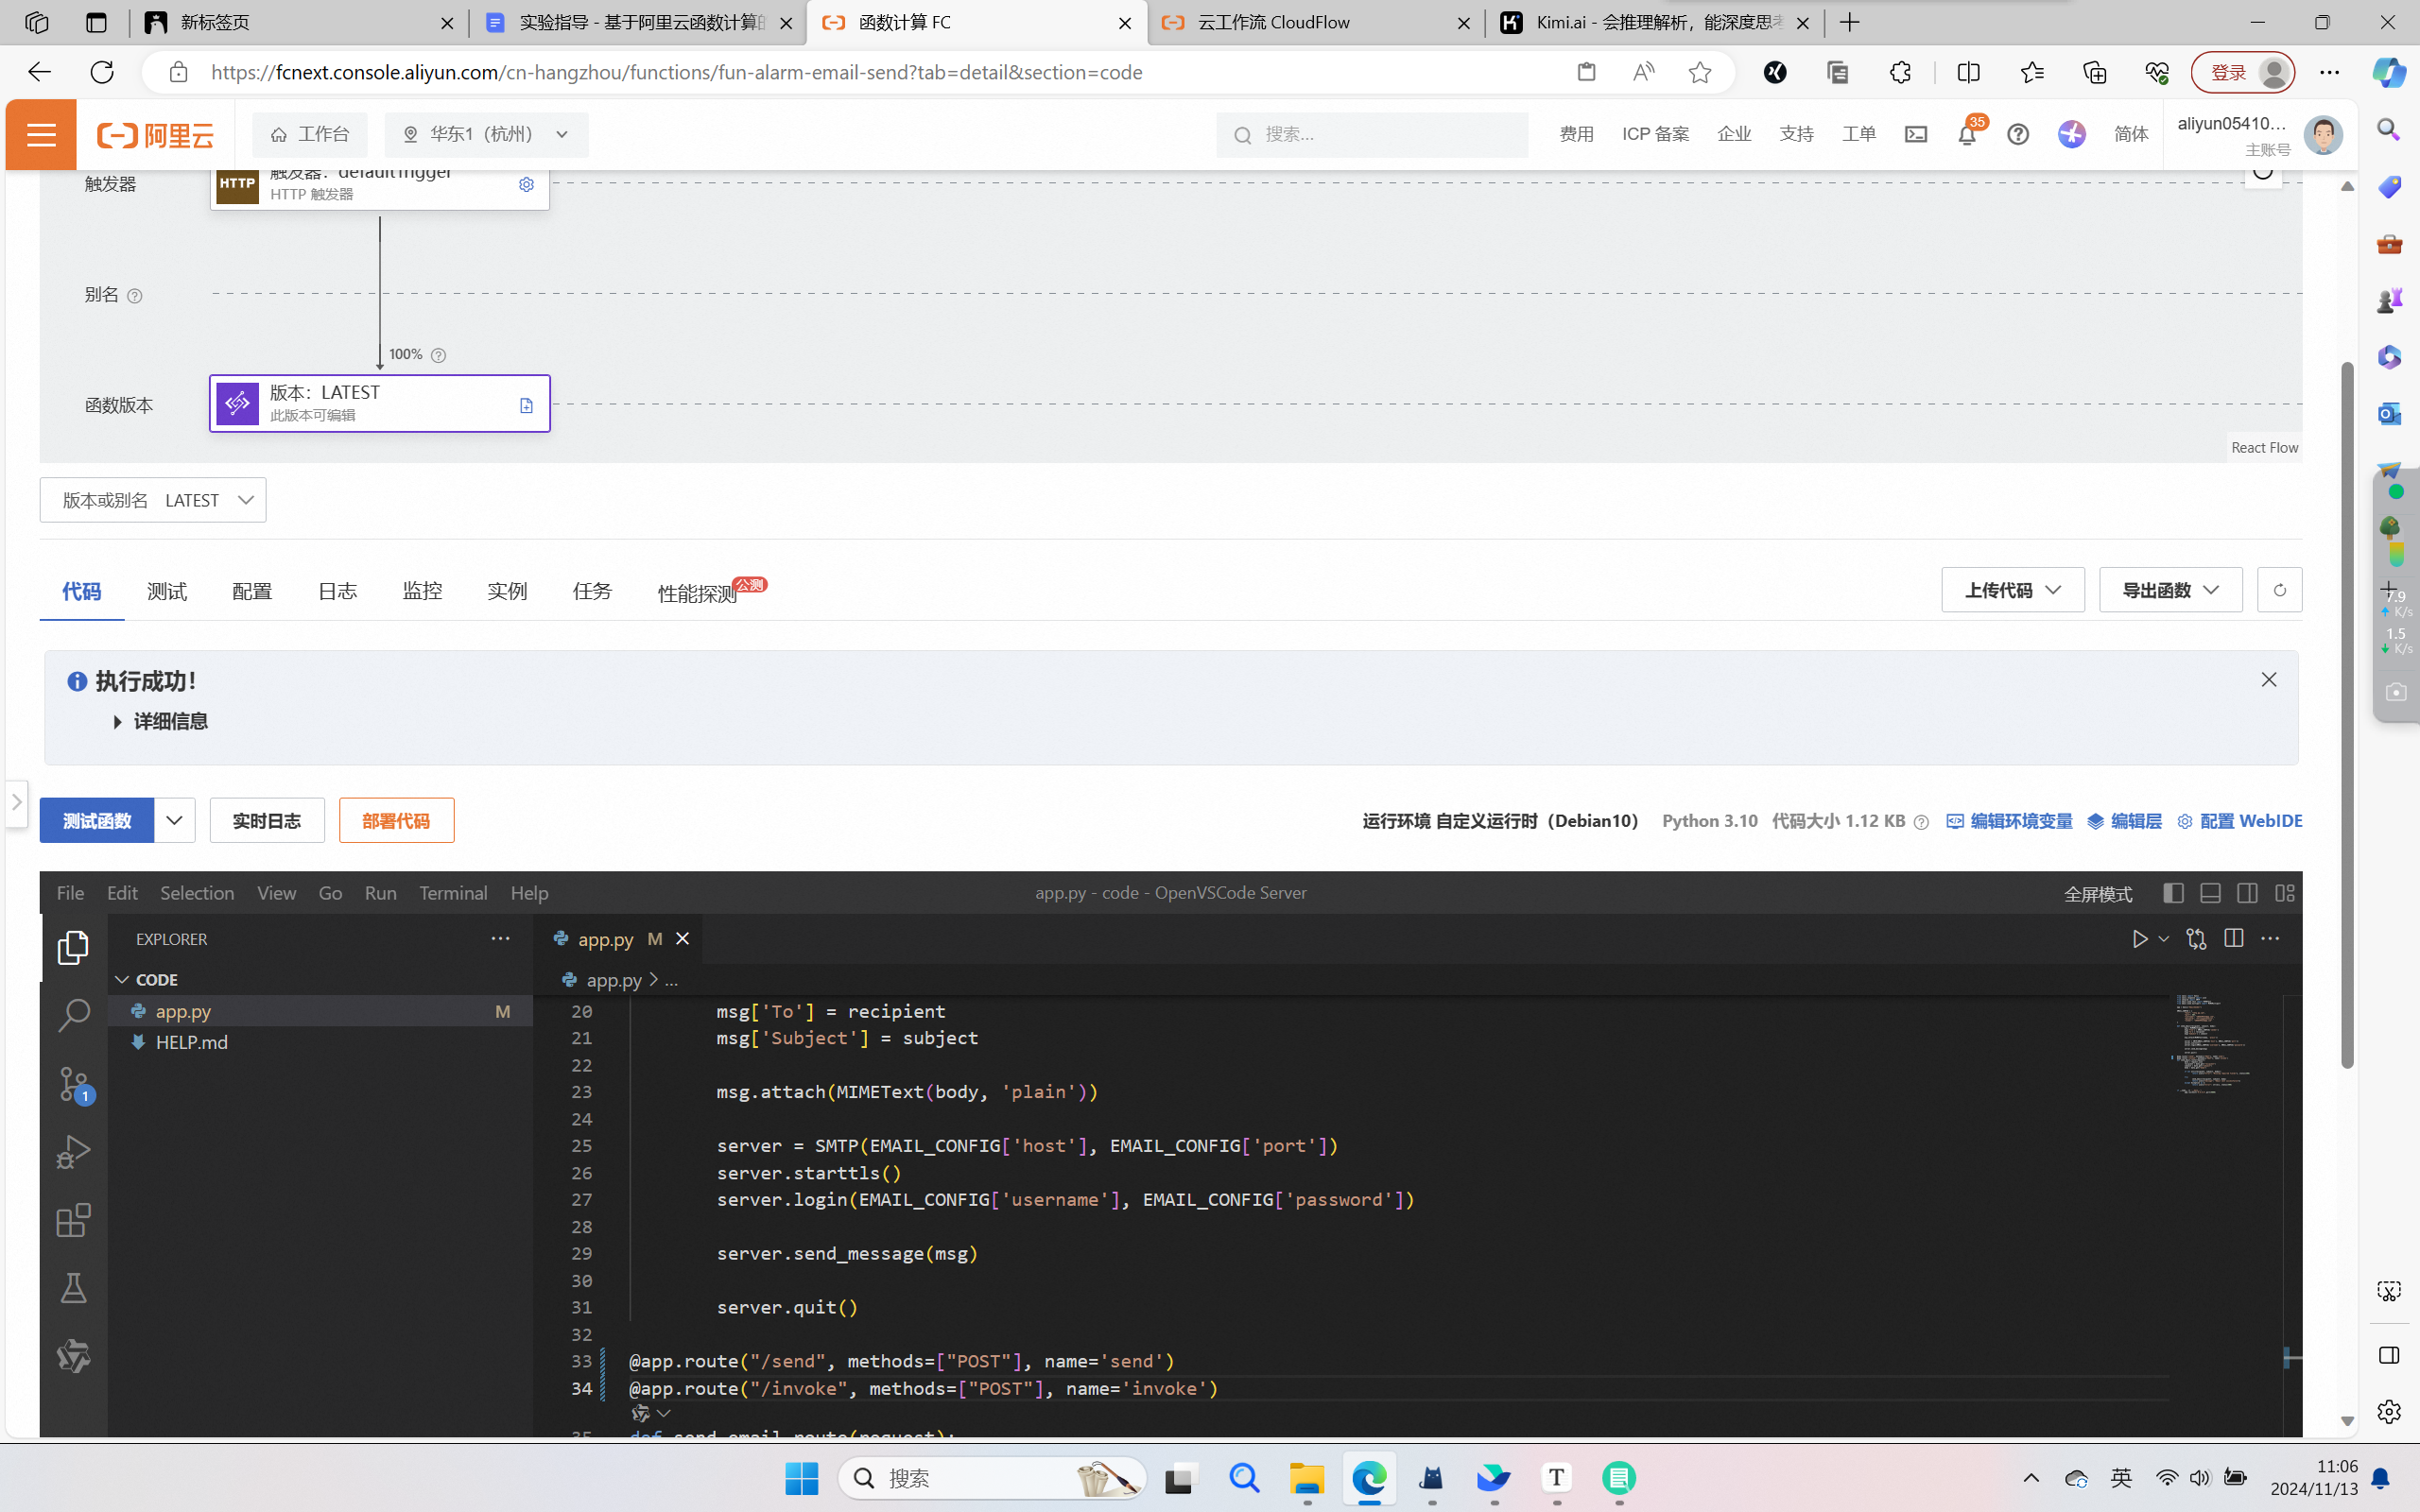 新标签页
实验指导 - 基于阿里云函数计算的
函数计算 FC
云工作流 CloudFlow
Kimi.ai - 会推理解析，能深度思考
https://fcnext.console.aliyun.com/cn-hangzhou/functions/fun-alarm-email-send?tab=detail&section=code
登录
阿里云
工作台
华东1（杭州）
搜索...
费用
ICP 备案
企业
支持
工单
35
简体
aliyun05410...
主账号
触发器
HTTP
触发器：defaultTrigger
HTTP 触发器
别名
100%
函数版本
版本：LATEST
此版本可编辑
React Flow
版本或别名 LATEST
代码
测试
配置
日志
监控
实例
任务
性能探测
公测
上传代码
导出函数
7.9
K/s
1.5
K/s
执行成功！
详细信息
测试函数
实时日志
部署代码
运行环境 自定义运行时（Debian10）
Python 3.10
代码大小 1.12 KB
编辑环境变量
编辑层
配置 WebIDE
File Edit Selection View Go Run Terminal Help
app.py - code - OpenVSCode Server
全屏模式
EXPLORER
app.py M
CODE
app.py > ...
app.py M
HELP.md
1
20 msg['To'] = recipient
21 msg['Subject'] = subject
22
23 msg.attach(MIMEText(body, 'plain'))
24
25 server = SMTP(EMAIL_CONFIG['host'], EMAIL_CONFIG['port'])
26 server.starttls()
27 server.login(EMAIL_CONFIG['username'], EMAIL_CONFIG['password'])
28
29 server.send_message(msg)
30
31 server.quit()
32
33 @app.route("/send", methods=["POST"], name='send')
34 @app.route("/invoke", methods=["POST"], name='invoke')
35 def send_email_route(request):
搜索
英
11:06
2024/11/13